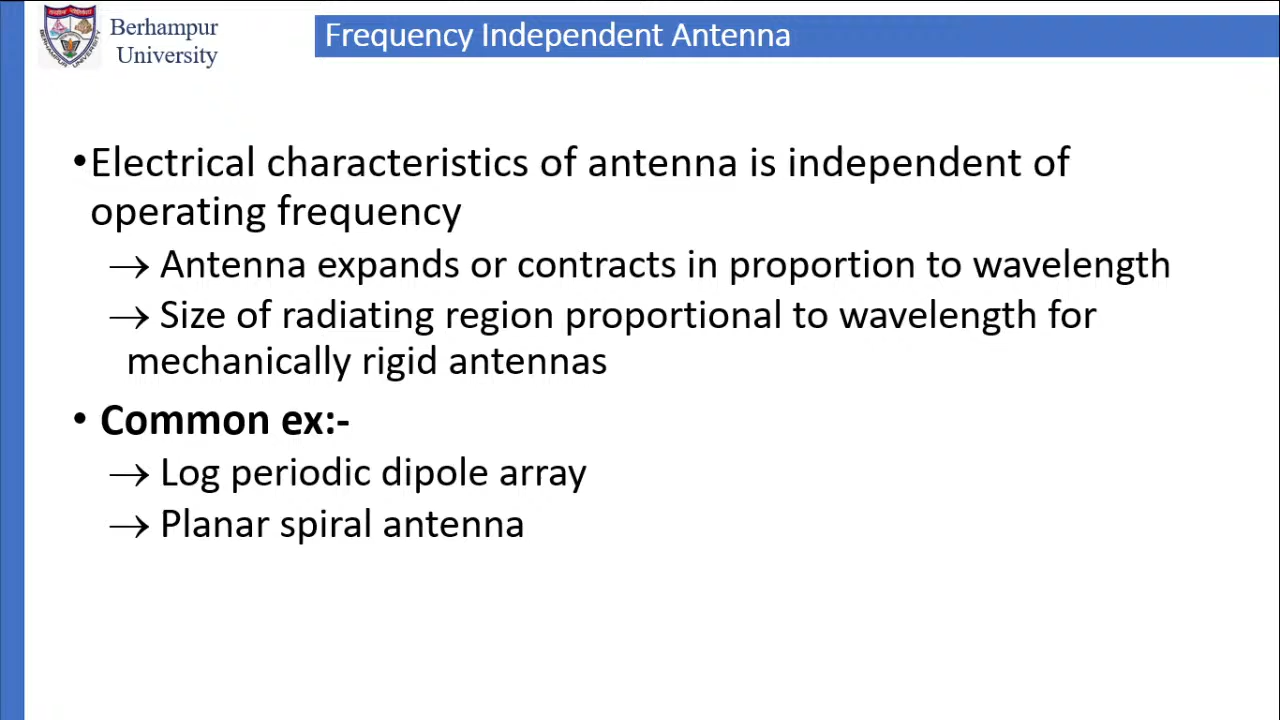 Berhampur
University
Frequency Independent Antenna
•Electrical characteristics of antenna is independent of
operating frequency
→ Antenna expands or contracts in proportion to wavelength
→ Size of radiating region proportional to wavelength for
mechanically rigid antennas
• Common ex:-
→ Log periodic dipole array
→ Planar spiral antenna